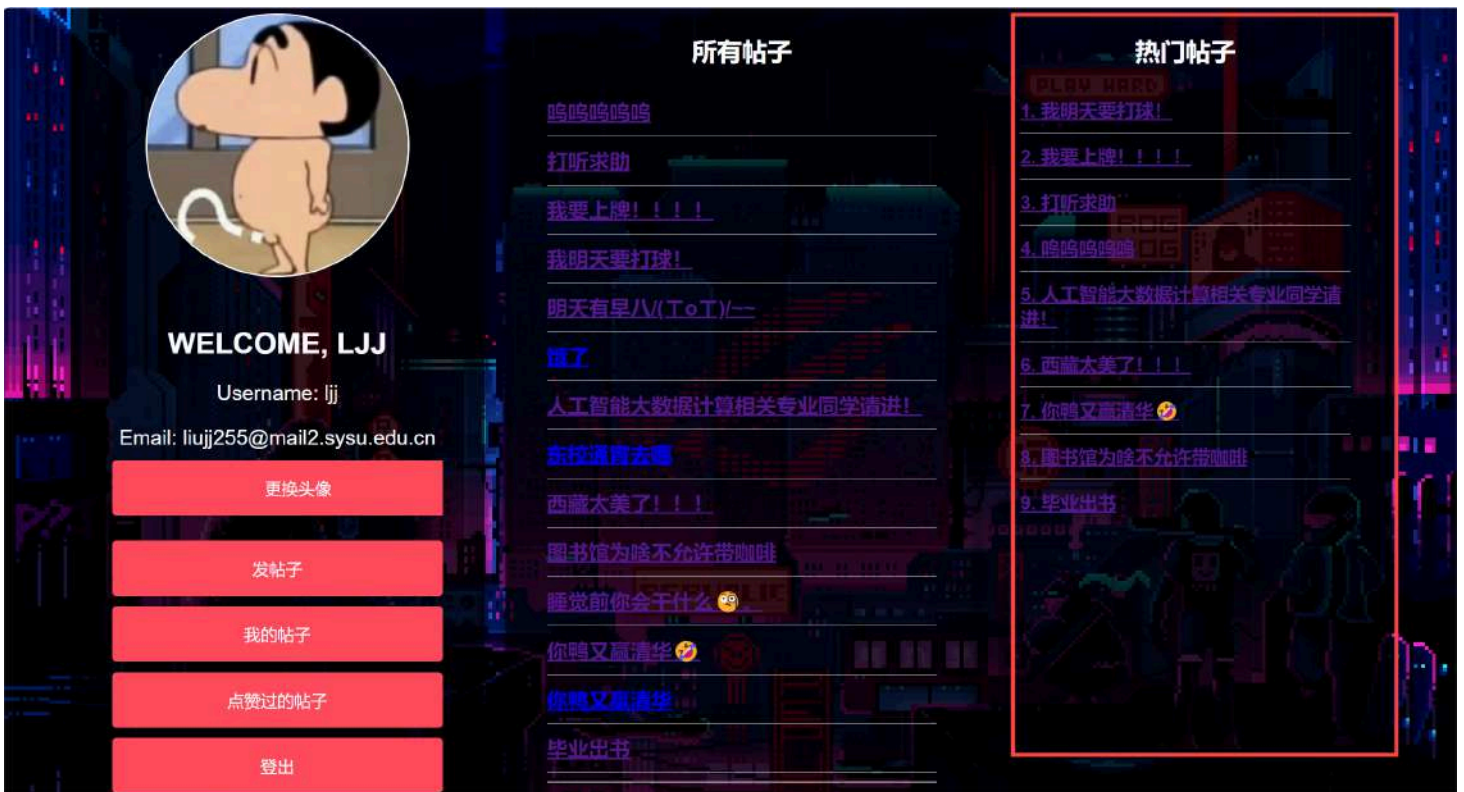 WELCOME, LJJ
Username: ljj
Email: liujj255@mail2.sysu.edu.cn
更换头像
发帖子
我的帖子
点赞过的帖子
登出
所有帖子
呜呜呜呜呜
打听求助
我要上牌！！！！
我明天要打球！
明天有早八/(ㄒoㄒ)/~~
饿了
人工智能大数据计算相关专业同学请进！
东校道宵去哪
西藏太美了！！！
图书馆为啥不允许带咖啡
睡觉前你会干什么🧐。
你鸭又赢清华🤣
你鸭又赢清华
毕业出书
热门帖子
PLAY HARD
1. 我明天要打球！
2. 我要上牌！！！！
3. 打听求助
4. 呜呜呜呜呜
5. 人工智能大数据计算相关专业同学请
进！
6. 西藏太美了！！！
7. 你鸭又赢清华🤣
8. 图书馆为啥不允许带咖啡
9. 毕业出书